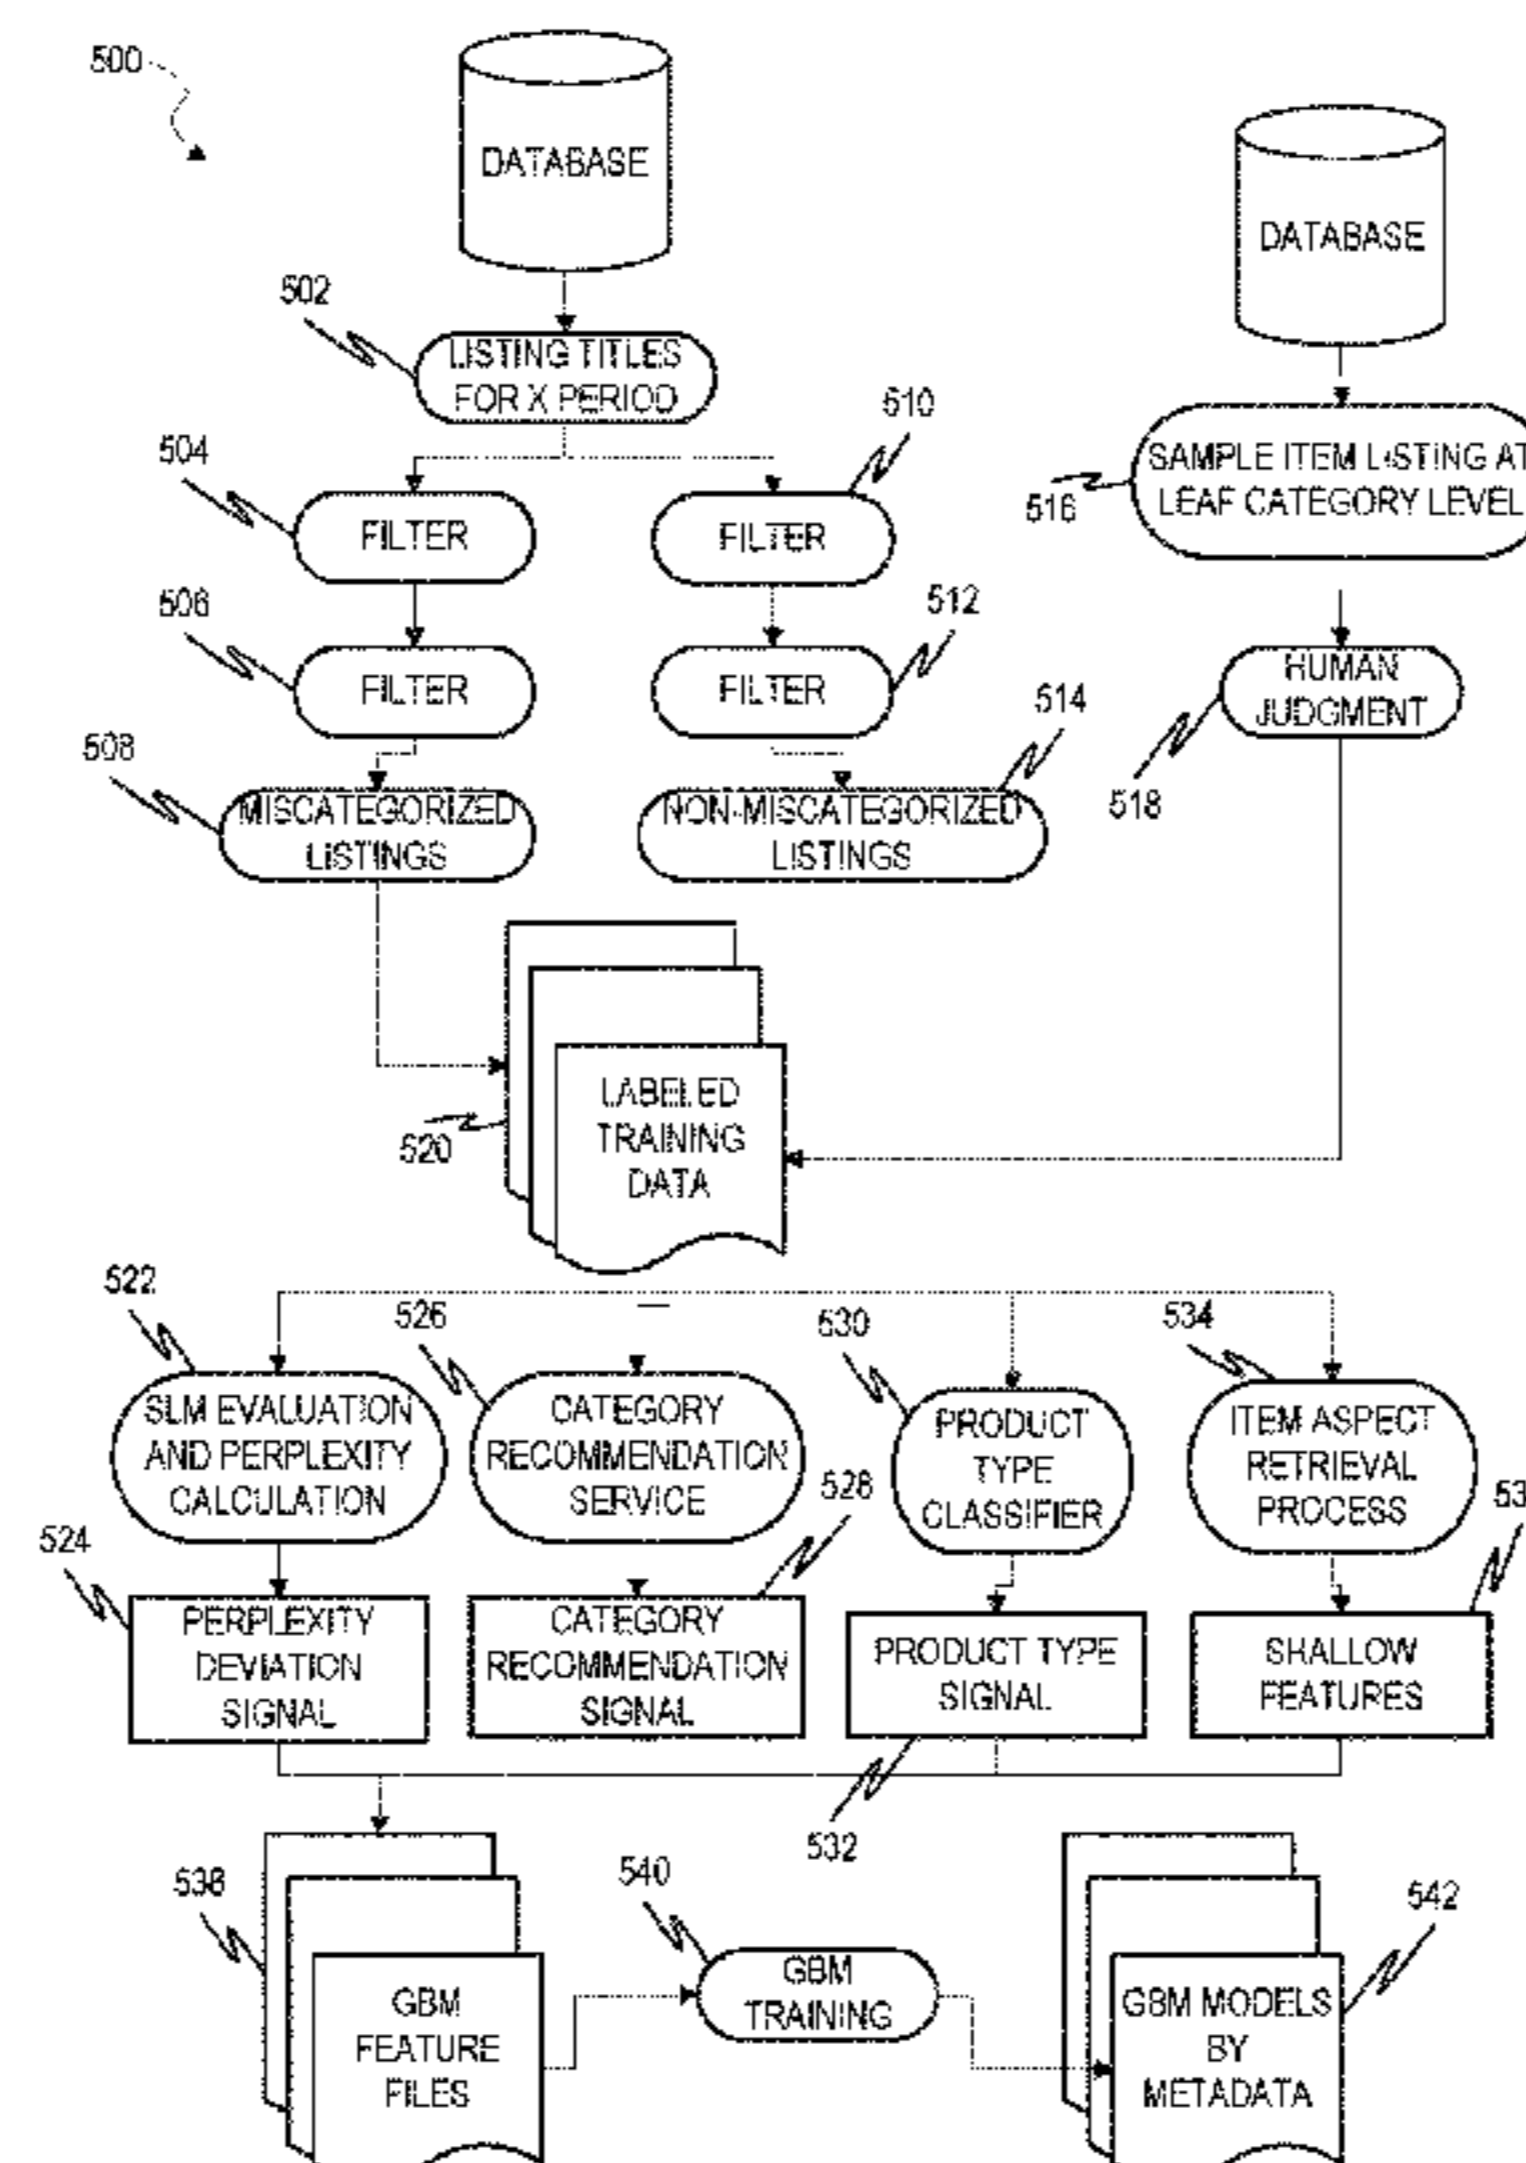 500
DATABASE
DATABASE
502
LISTING TITLES
FOR X PERIOD
510
504
FILTER
FILTER
SAMPLE ITEM LISTING AT
LEAF CATEGORY LEVEL
516
506
512
FILTER
FILTER
HUMAN
JUDGMENT
514
518
508
MISCATEGORIZED
LISTINGS
NON-MISCATEGORIZED
LISTINGS
LABELED
TRAINING
DATA
520
522
526
530
534
SLM EVALUATION
AND PERPLEXITY
CALCULATION
CATEGORY
RECOMMENDATION
SERVICE
528
PRODUCT
TYPE
CLASSIFIER
ITEM ASPECT
RETRIEVAL
PROCESS
53
524
PERPLEXITY
DEVIATION
SIGNAL
CATEGORY
RECOMMENDATION
SIGNAL
PRODUCT TYPE
SIGNAL
SHALLOW
FEATURES
532
538
540
542
GBM
FEATURE
FILES
GBM
TRAINING
GBM MODELS
BY
METADATA